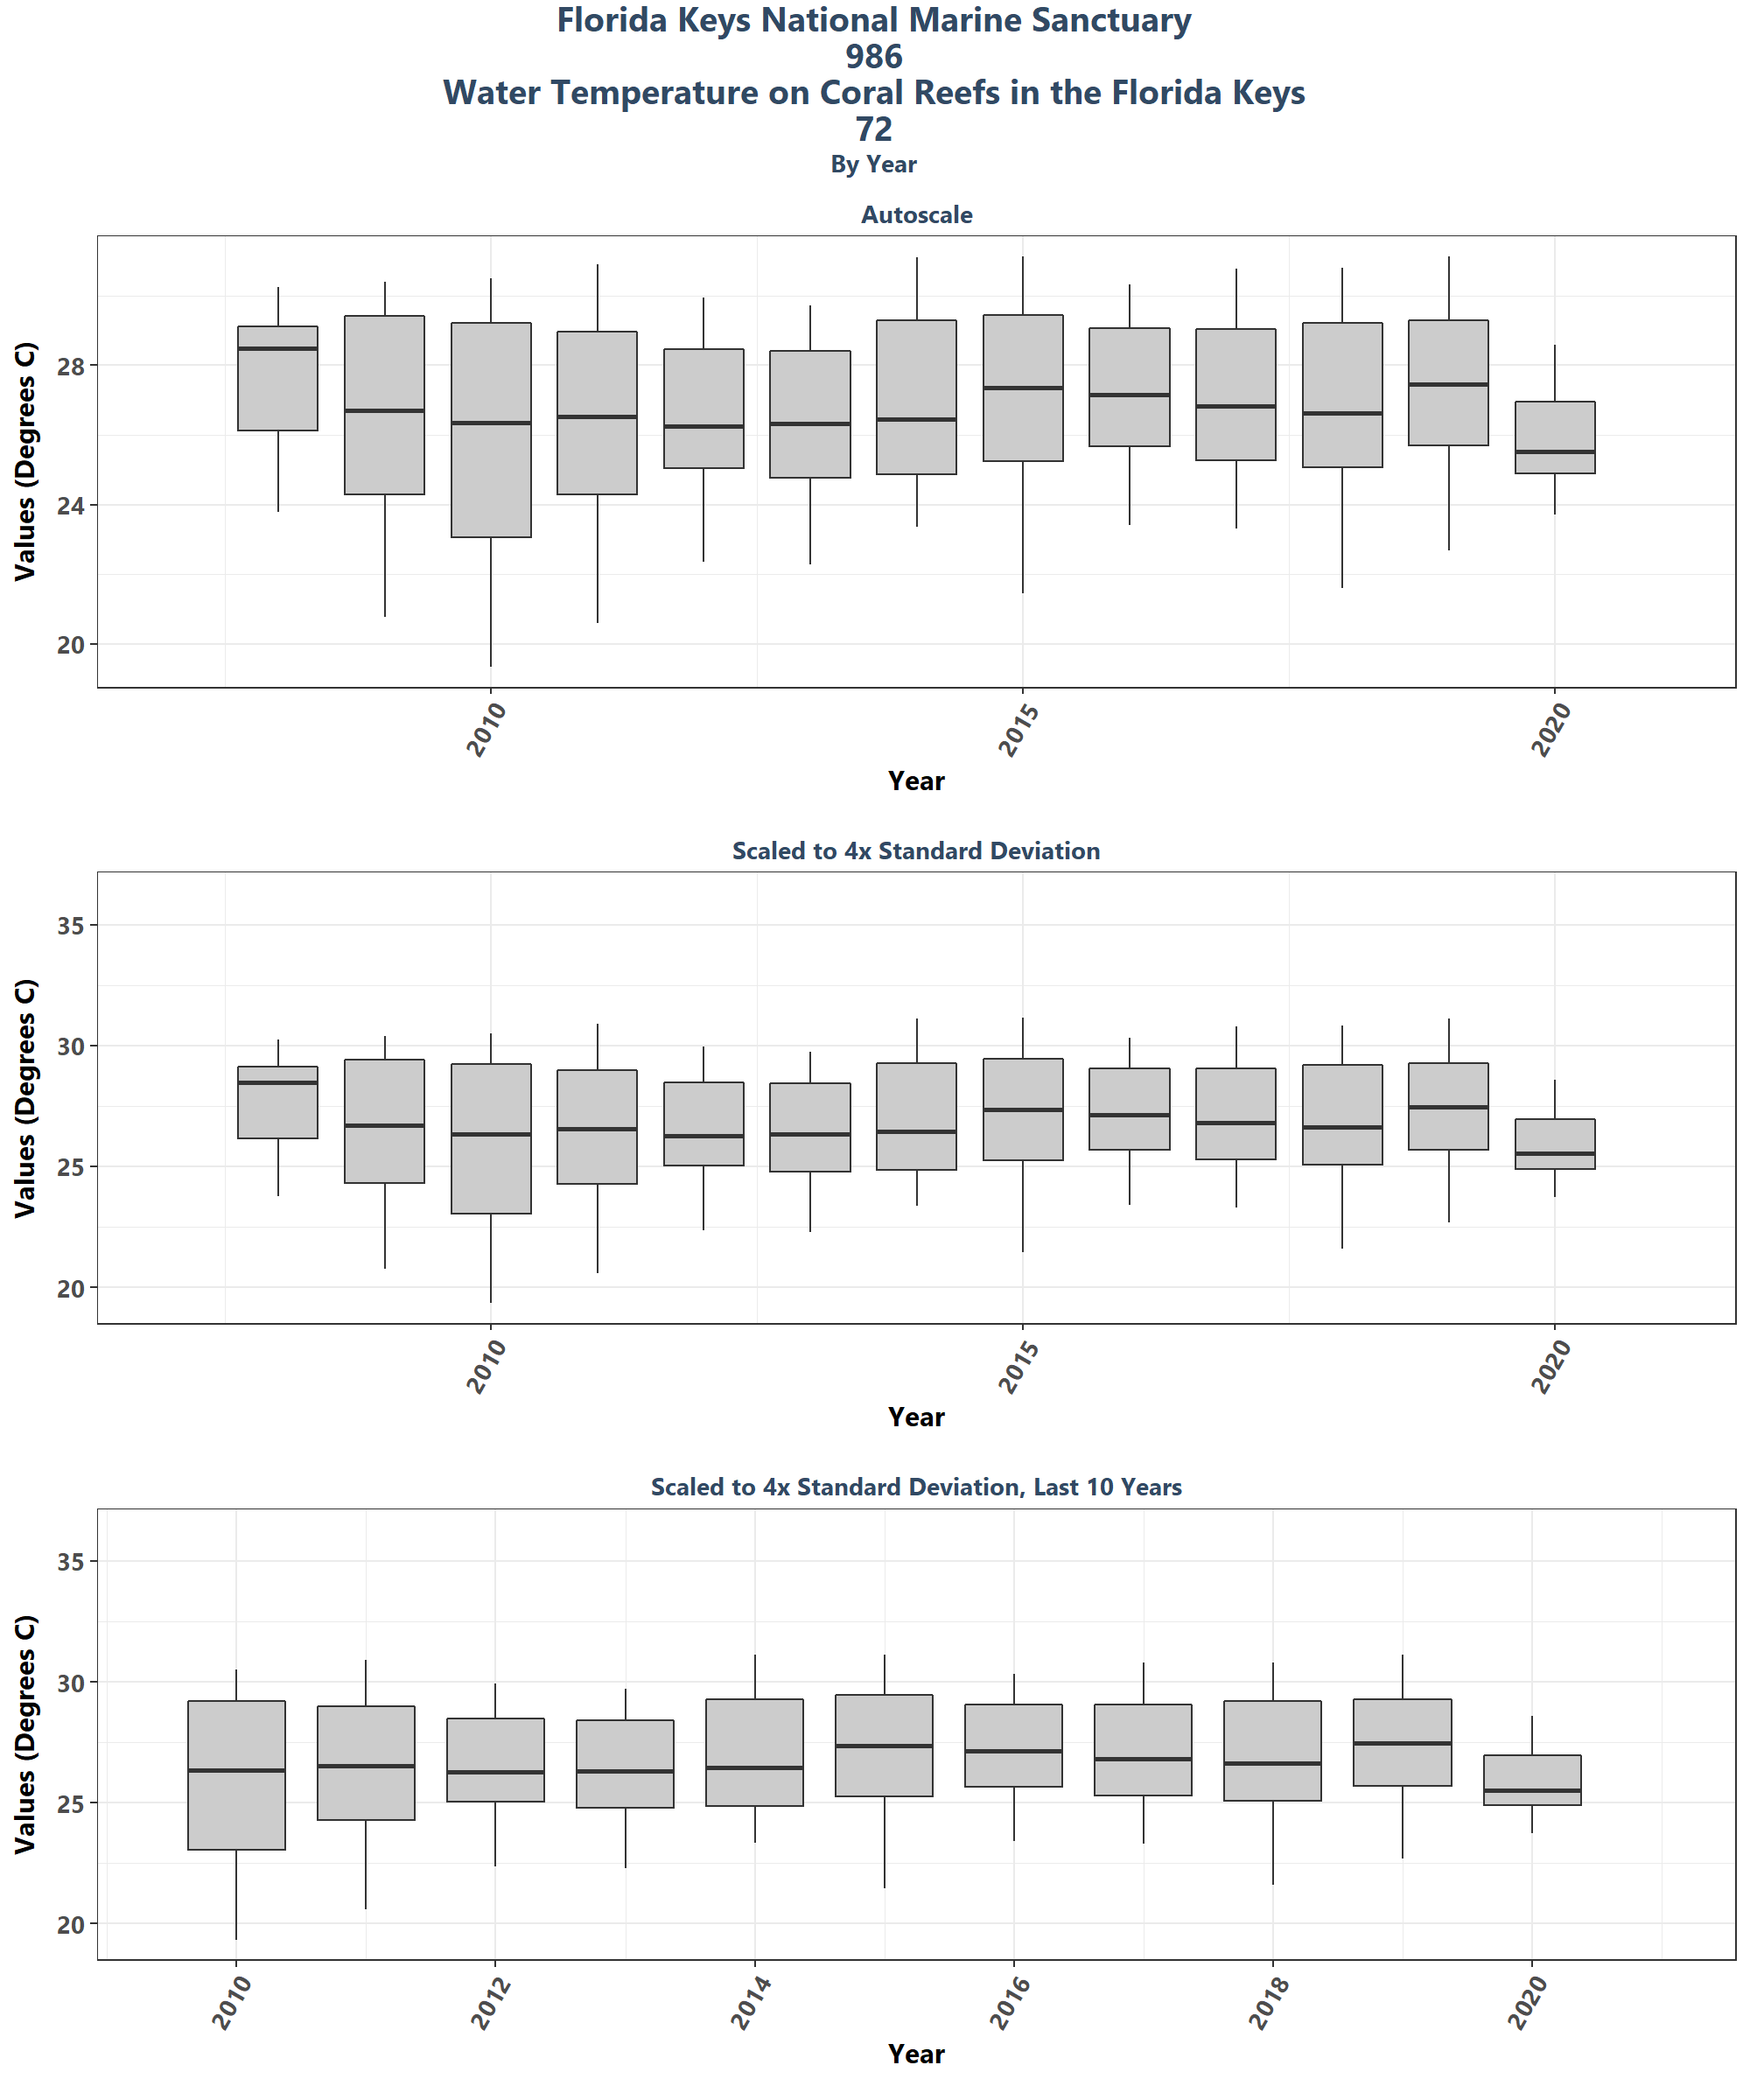 Florida Keys National Marine Sanctuary
986
Water Temperature on Coral Reefs in the Florida Keys
72
By Year
Autoscale
Values (Degrees C)
28
24
20
2010
2015
2020
Year
Scaled to 4x Standard Deviation
Values (Degrees C)
35
30
25
20
2010
2015
2020
Year
Scaled to 4x Standard Deviation, Last 10 Years
Values (Degrees C)
35
30
25
20
2010
2012
2014
2016
2018
2020
Year